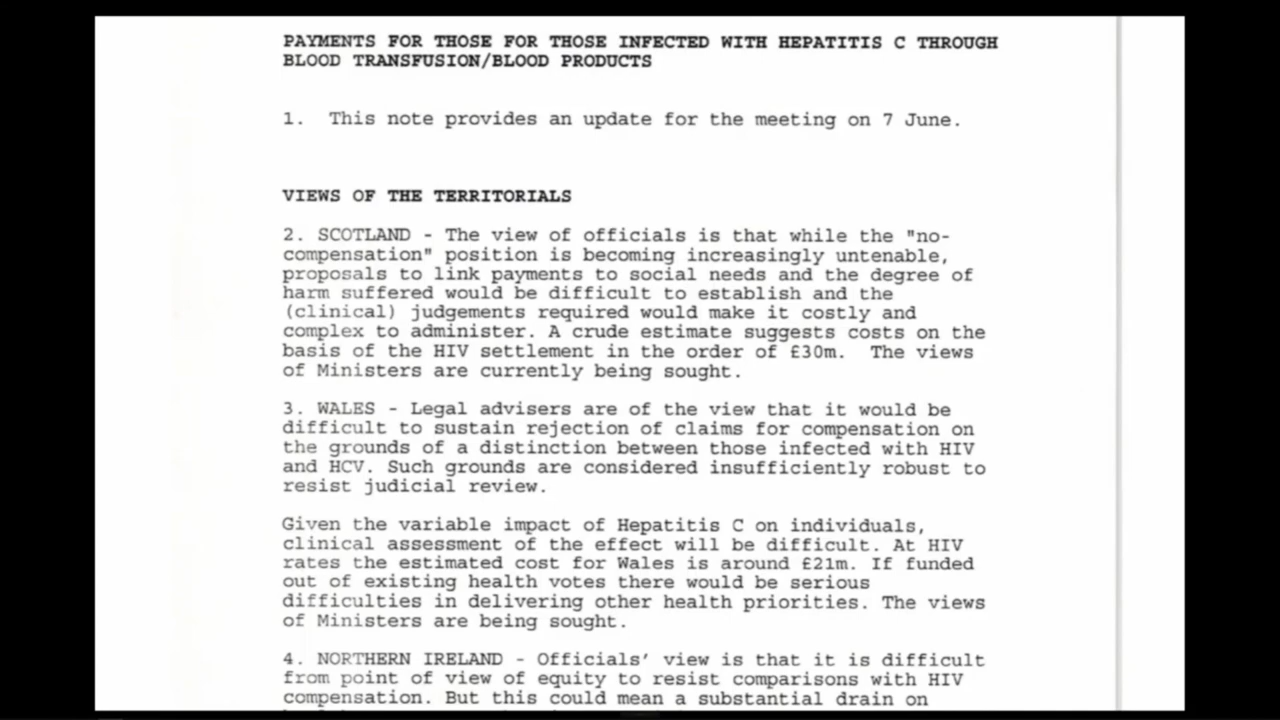 PAYMENTS FOR THOSE FOR THOSE INFECTED WITH HEPATITIS C THROUGH
BLOOD TRANSFUSION/BLOOD PRODUCTS
1. This note provides an update for the meeting on 7 June.
VIEWS OF THE TERRITORIALS
2. SCOTLAND - The view of officials is that while the "no-
compensation" position is becoming increasingly untenable,
proposals to link payments to social needs and the degree of
harm suffered would be difficult to establish and the
(clinical) judgements required would make it costly and
complex to administer. A crude estimate suggests costs on the
basis of the HIV settlement in the order of £30m. The views
of Ministers are currently being sought.
3. WALES - Legal advisers are of the view that it would be
difficult to sustain rejection of claims for compensation on
the grounds of a distinction between those infected with HIV
and HCV. Such grounds are considered insufficiently robust to
resist judicial review.
Given the variable impact of Hepatitis C on individuals,
clinical assessment of the effect will be difficult. At HIV
rates the estimated cost for Wales is around £21m. If funded
out of existing health votes there would be serious
difficulties in delivering other health priorities. The views
of Ministers are being sought.
4. NORTHERN IRELAND - Officials' view is that it is difficult
from point of view of equity to resist comparisons with HIV
compensation. But this could mean a substantial drain on